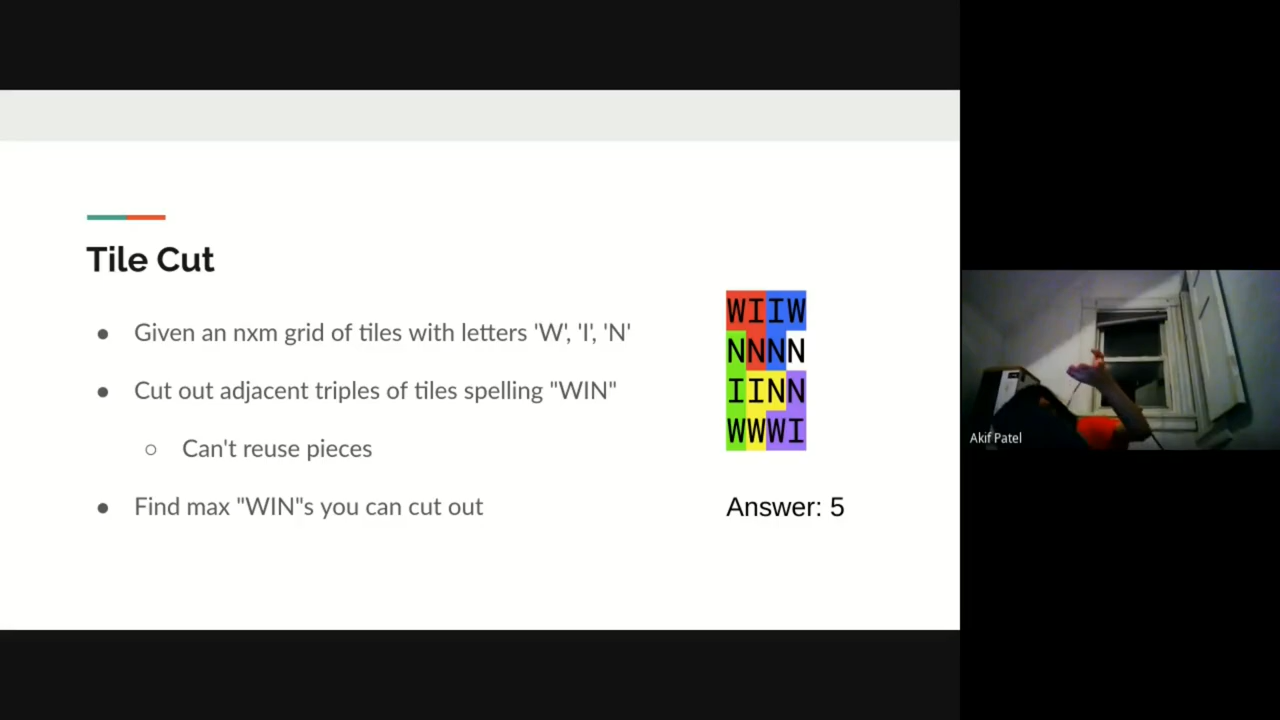 Tile Cut
● Given an nxm grid of tiles with letters 'W', 'I', 'N'
● Cut out adjacent triples of tiles spelling "WIN"
○ Can't reuse pieces
● Find max "WIN"s you can cut out
WIIW
NNNN
IINN
WWWI
Answer: 5
Akif Patel